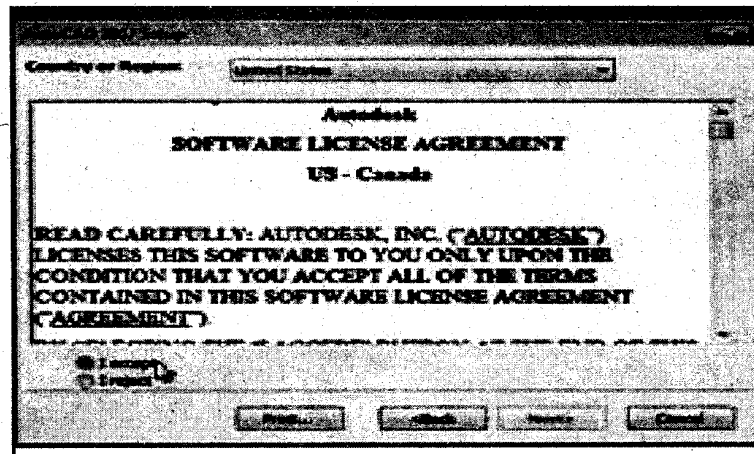 Country or Region:
United States
Autodesk
SOFTWARE LICENSE AGREEMENT
US - Canada
READ CAREFULLY: AUTODESK, INC. ("AUTODESK")
LICENSES THIS SOFTWARE TO YOU ONLY UPON THE
CONDITION THAT YOU ACCEPT ALL OF THE TERMS
CONTAINED IN THIS SOFTWARE LICENSE AGREEMENT
("AGREEMENT").
I accept
I reject
Print...
<Back
Next>
Cancel